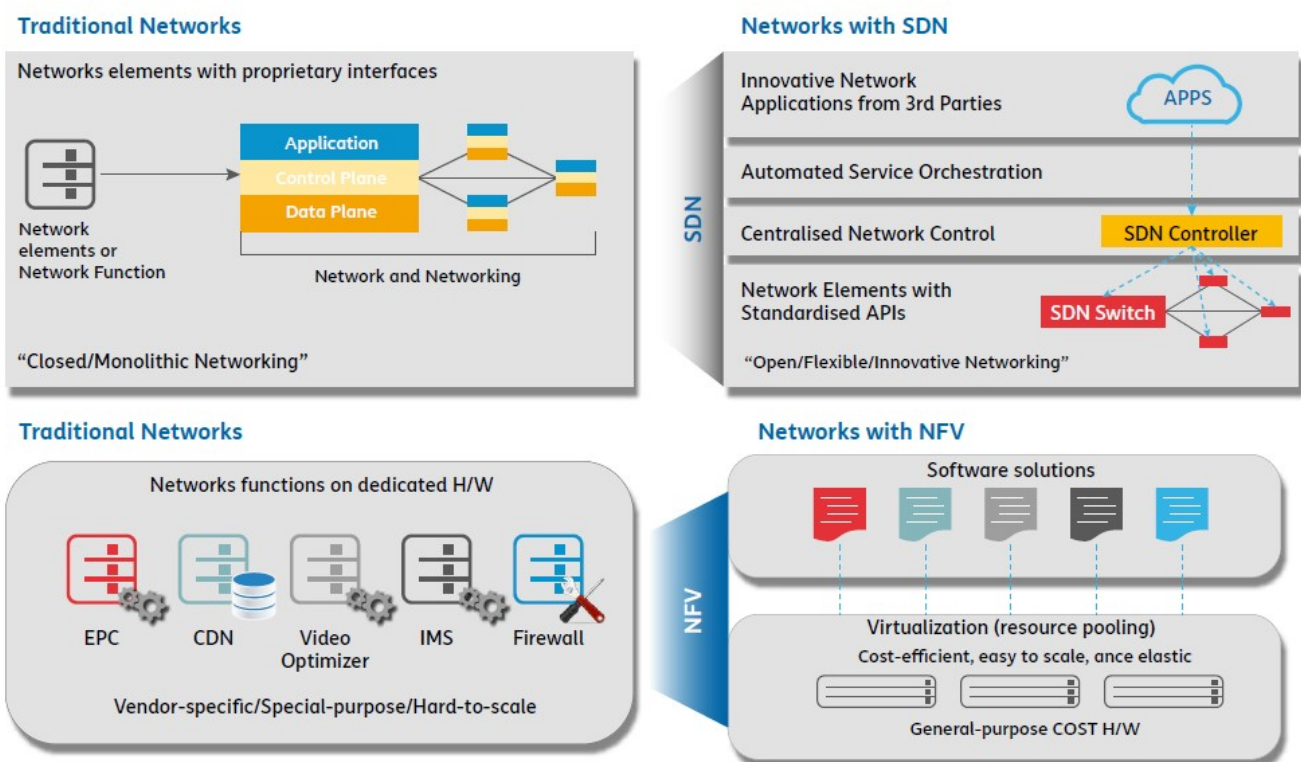 Traditional Networks
Networks elements with proprietary interfaces
Network
elements or
Network Function
Application
Control Plane
Data Plane
Network and Networking
“Closed/Monolithic Networking”
Networks with SDN
SDN
Innovative Network
Applications from 3rd Parties
APPS
Automated Service Orchestration
Centralised Network Control
SDN Controller
Network Elements with
Standardised APIs
SDN Switch
“Open/Flexible/Innovative Networking”
Traditional Networks
Networks functions on dedicated H/W
EPC
CDN
Video
Optimizer
IMS
Firewall
Vendor-specific/Special-purpose/Hard-to-scale
Networks with NFV
NFV
Software solutions
Virtualization (resource pooling)
Cost-efficient, easy to scale, ance elastic
General-purpose COST H/W